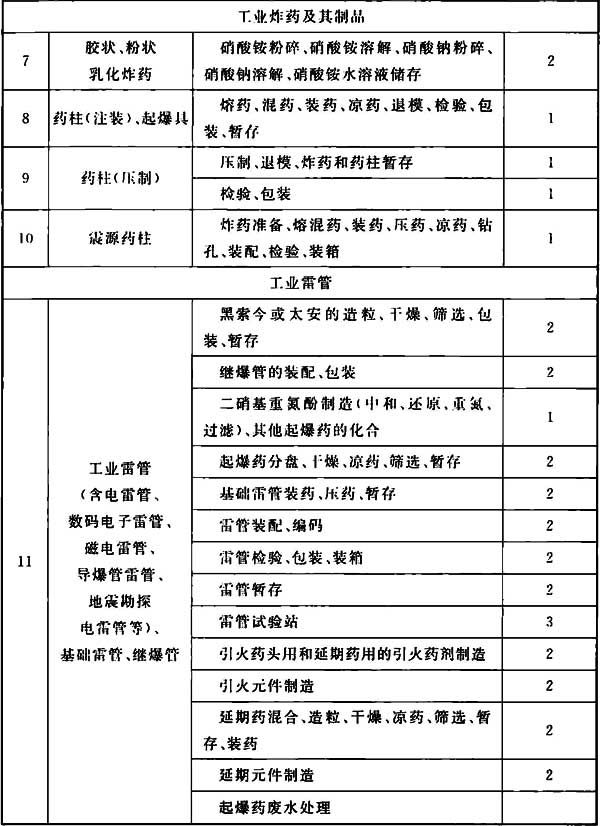 工业炸药及其制品
7
胶状、粉状
乳化炸药
硝酸铵粉碎、硝酸铵溶解、硝酸钠粉碎、
硝酸钠溶解、硝酸铵水溶液储存
2
8
药柱(注装)、起爆具
熔药、混药、装药、凉药、退模、检验、包
装、暂存
1
9
药柱(压制)
压制、退模、炸药和药柱暂存
1
检验、包装
1
10
震源药柱
炸药准备、熔混药、装药、压药、凉药、钻
孔、装配、检验、装箱
1
工业雷管
11
工业雷管
(含电雷管、
数码电子雷管、
磁电雷管、
导爆管雷管、
地震勘探
电雷管等)、
基础雷管、继爆管
黑索今或太安的造粒、干燥、筛选、包
装、暂存
2
继爆管的装配、包装
2
二硝基重氮酚制造(中和、还原、重氮、
过滤)、其他起爆药的化合
1
起爆药分盘、干燥、凉药、筛选、暂存
2
基础雷管装药、压药、暂存
2
雷管装配、编码
2
雷管检验、包装、装箱
2
雷管暂存
2
雷管试验站
3
引火药头用和延期药用的引火药剂制造
2
引火元件制造
2
延期药混合、造粒、干燥、凉药、筛选、暂
存、装药
2
延期元件制造
2
起爆药废水处理